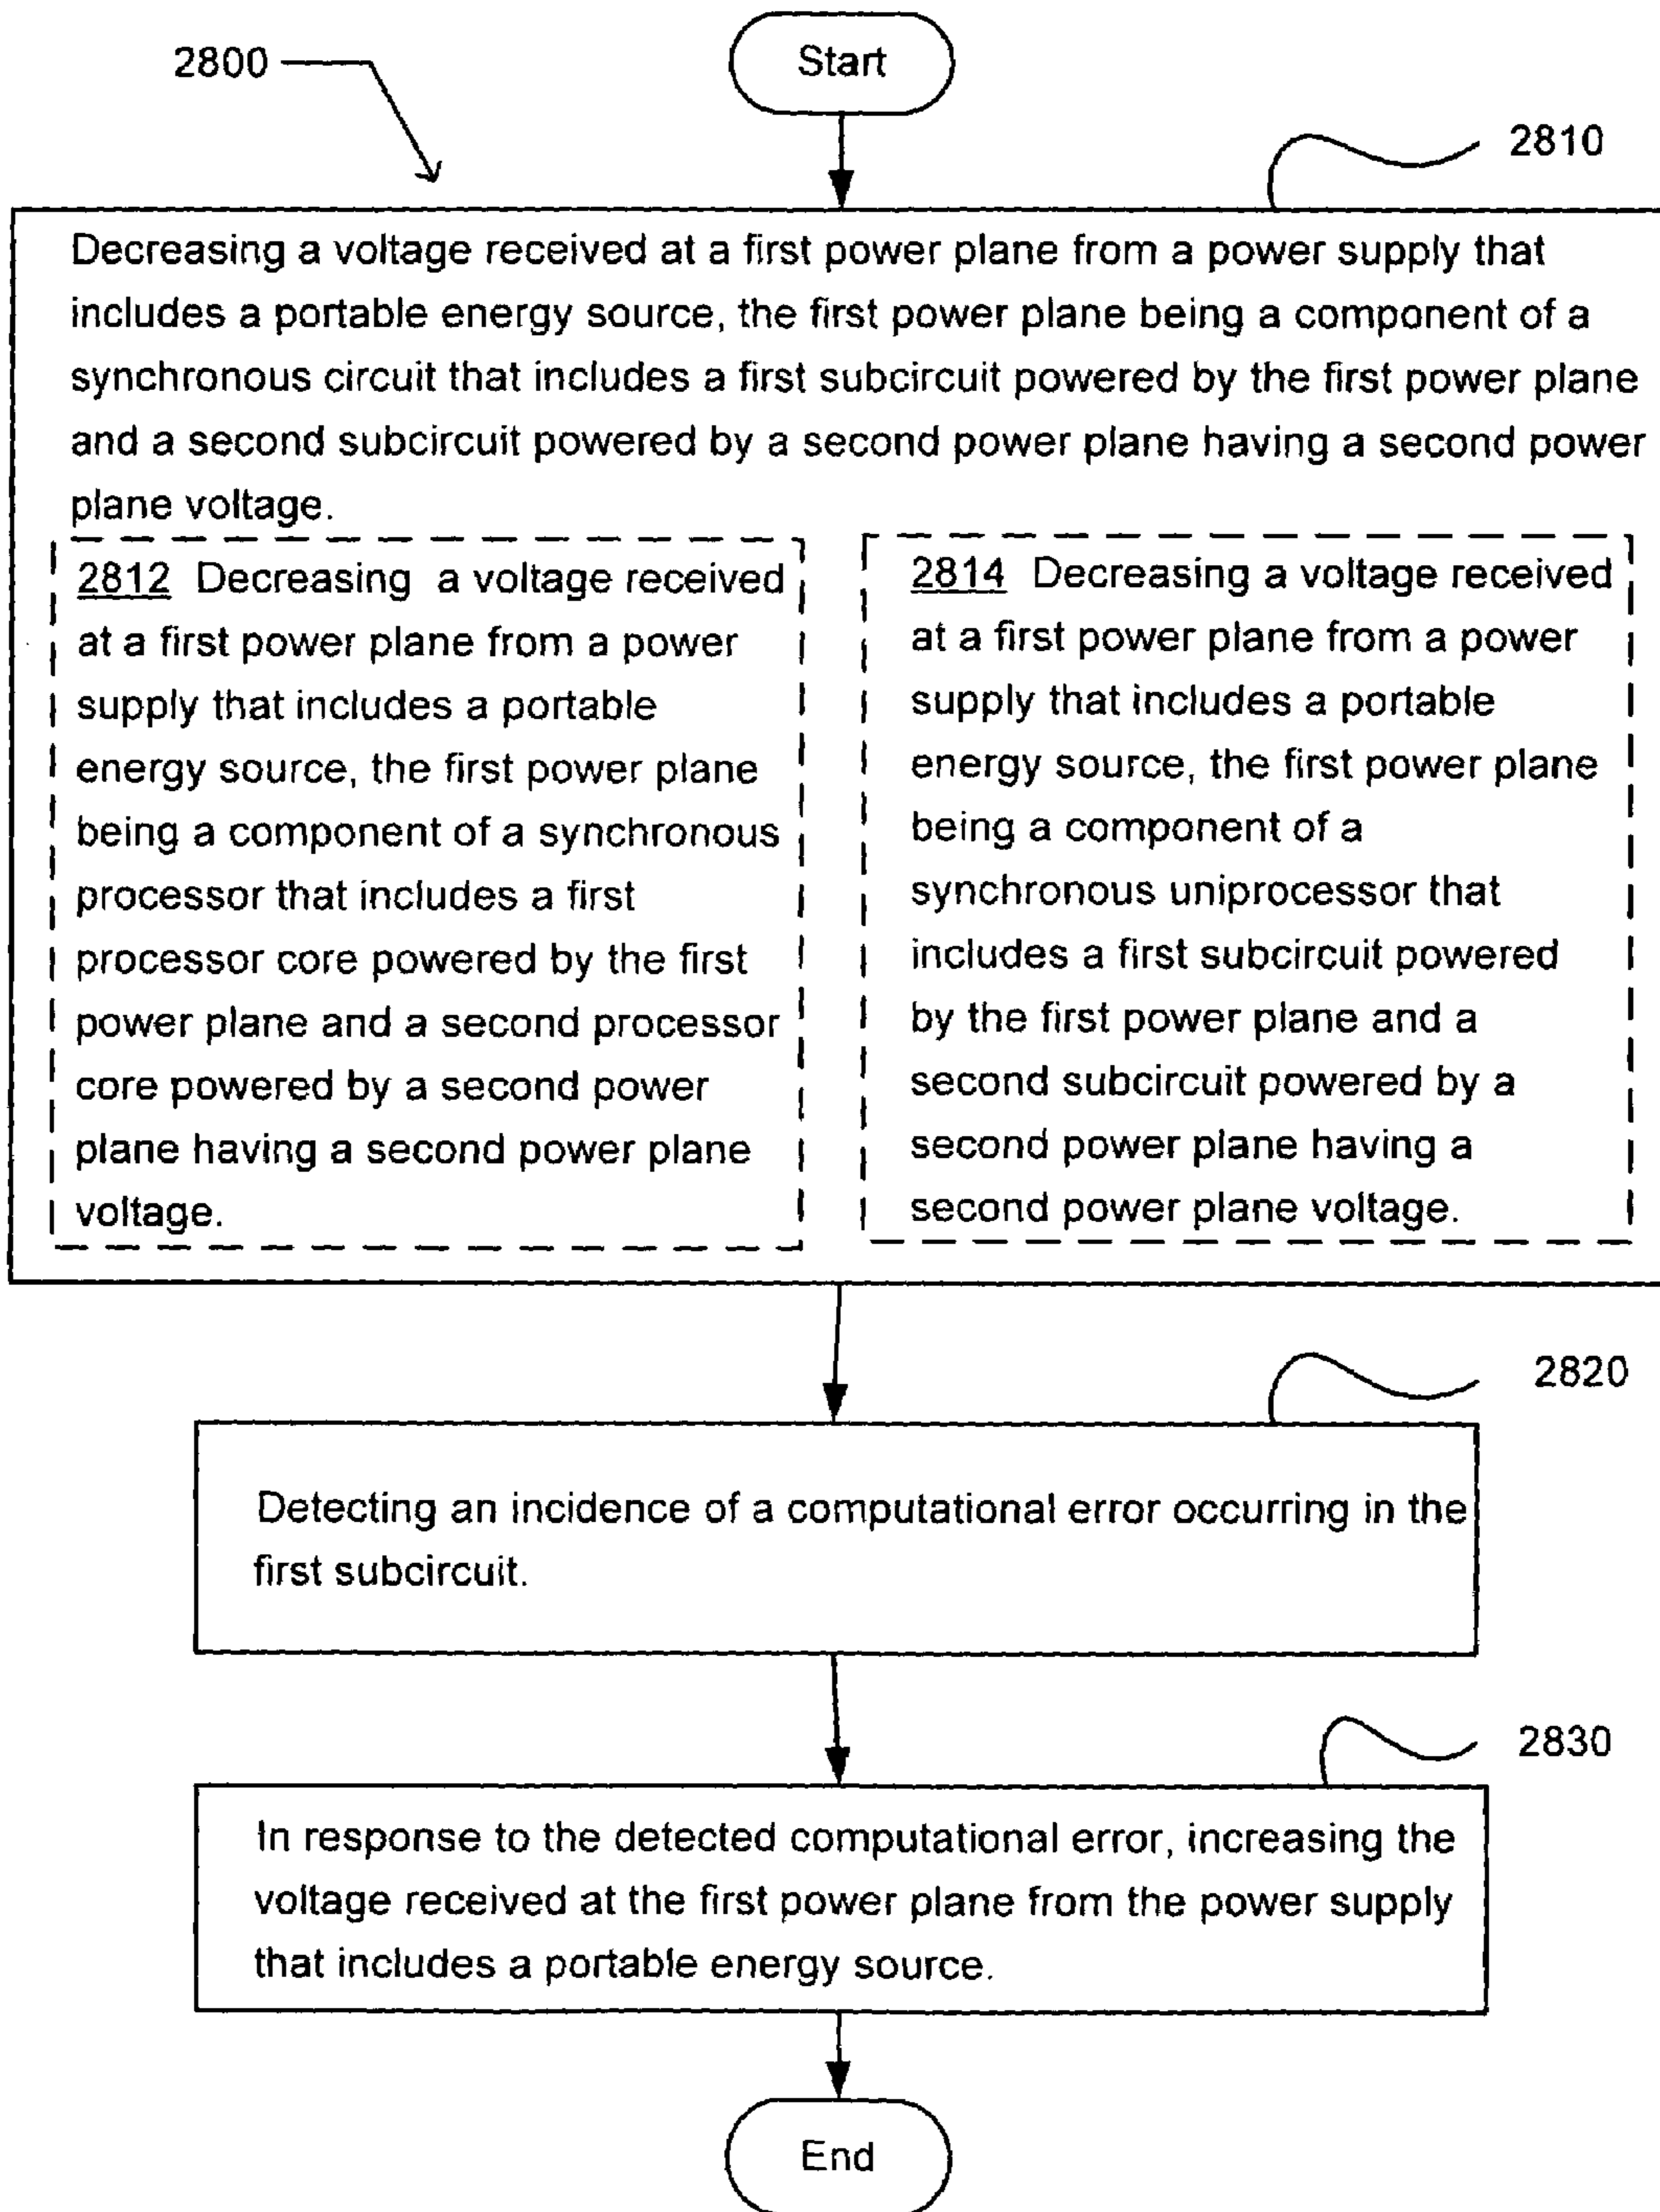 2800
Start
2810
Decreasing a voltage received at a first power plane from a power supply that
includes a portable energy source, the first power plane being a component of a
synchronous circuit that includes a first subcircuit powered by the first power plane
and a second subcircuit powered by a second power plane having a second power
plane voltage.
2812 Decreasing a voltage received
at a first power plane from a power
supply that includes a portable
energy source, the first power plane
being a component of a synchronous
processor that includes a first
processor core powered by the first
power plane and a second processor
core powered by a second power
plane having a second power plane
voltage.
2814 Decreasing a voltage received
at a first power plane from a power
supply that includes a portable
energy source, the first power plane
being a component of a
synchronous uniprocessor that
includes a first subcircuit powered
by the first power plane and a
second subcircuit powered by a
second power plane having a
second power plane voltage.
2820
Detecting an incidence of a computational error occurring in the
first subcircuit.
2830
In response to the detected computational error, increasing the
voltage received at the first power plane from the power supply
that includes a portable energy source.
End